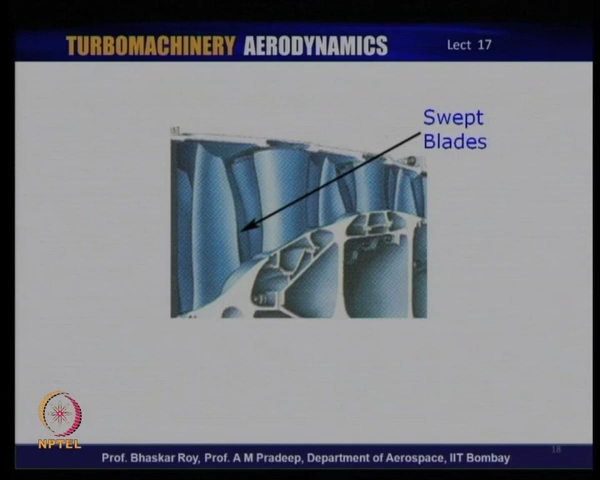 TURBOMACHINERY AERODYNAMICS
Lect 17
Swept
Blades
NPTEL
Prof. Bhaskar Roy, Prof. A M Pradeep, Department of Aerospace, IIT Bombay
18